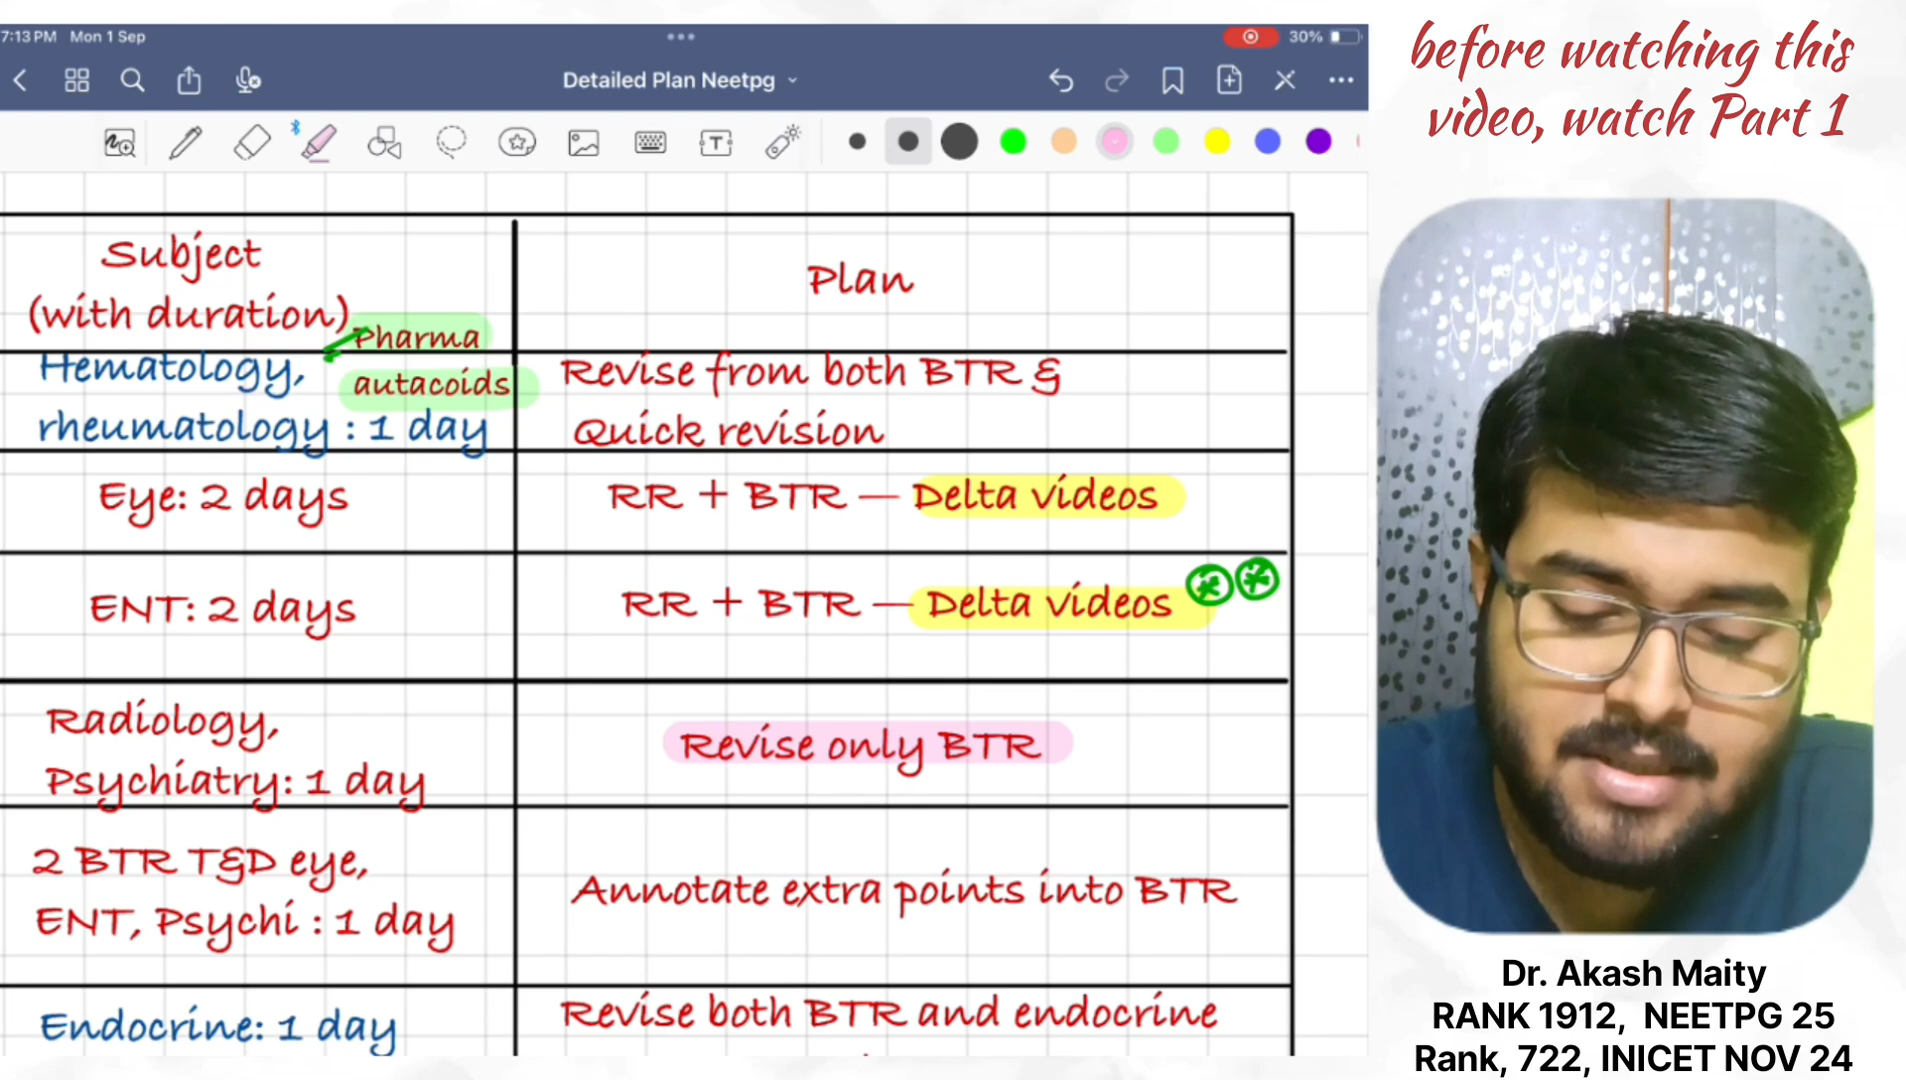 7:13 PM Mon 1 Sep
30%
Detailed Plan Neetpg
before watching this
video, watch Part 1
Subject
(with duration)
Plan
Pharma
autacoids
Hematology,
rheumatology : 1 day
Revise from both BTR &
Quick revision
Eye: 2 days
RR + BTR — Delta videos
ENT: 2 days
RR + BTR — Delta videos
Radiology,
Psychiatry: 1 day
Revise only BTR
2 BTR T&D eye,
ENT, Psychi : 1 day
Annotate extra points into BTR
Endocrine: 1 day
Revise both BTR and endocrine
Dr. Akash Maity
RANK 1912, NEETPG 25
Rank, 722, INICET NOV 24